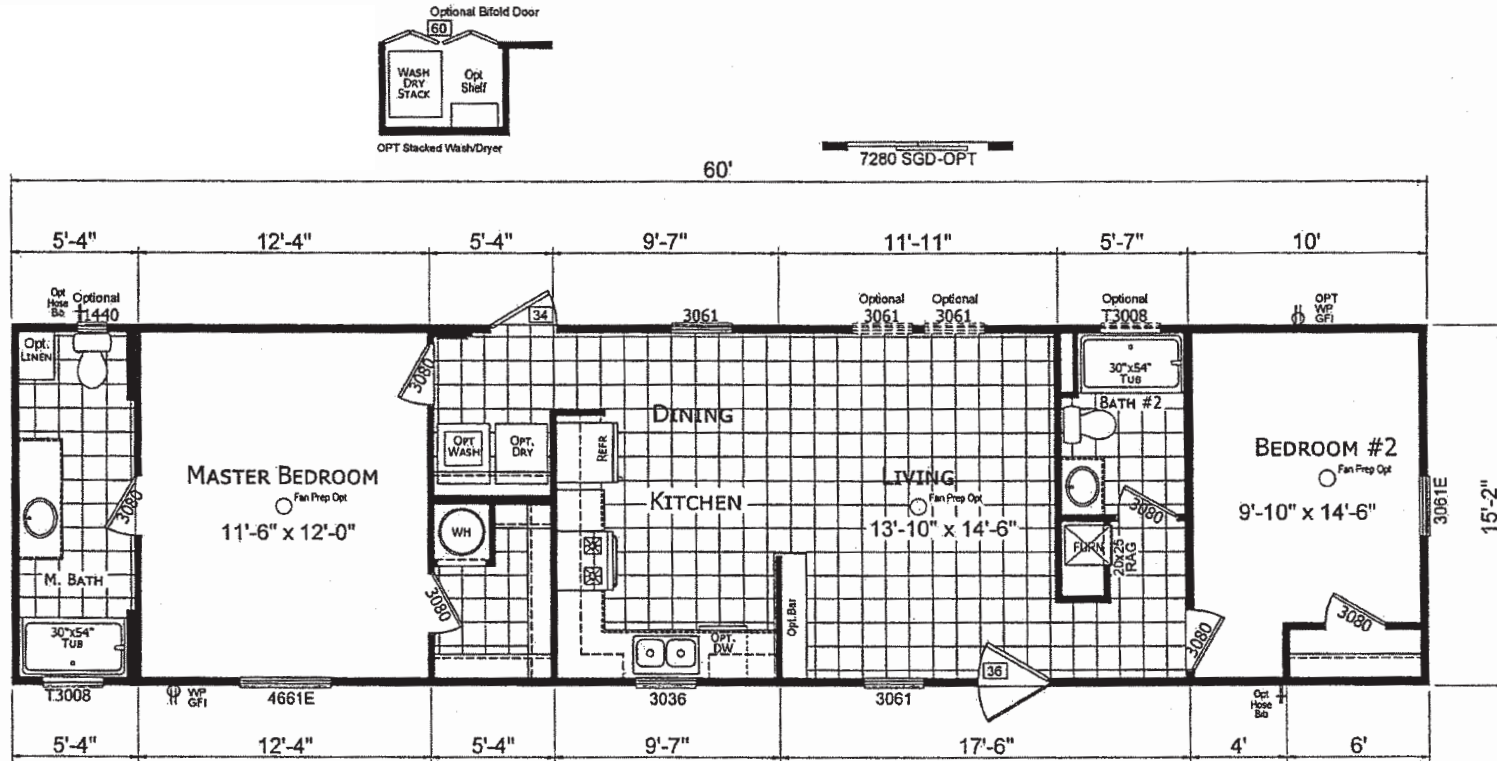 Optional Bifold Door
60
WASH
DRY
STACK
Opt
Shelf
OPT Stacked Wash/Dryer
7280 SGD-OPT
60'
5'-4"
12'-4"
5'-4"
9'-7"
11'-11"
5'-7"
10'
Opt
Hose
Bib
Optional
T1440
34
3061
Optional
3061
Optional
3061
Optional
T3008
OPT
WP
GFI
Opt.
LINEN
3080
30"x54"
TUB
BATH #2
DINING
OPT
WASH
OPT.
DRY
REFR
MASTER BEDROOM
Fan Prep Opt
11'-6" x 12'-0"
3080
KITCHEN
LIVING
Fan Prep Opt
13'-10" x 14'-6"
BEDROOM #2
Fan Prep Opt
9'-10" x 14'-6"
3061E
15'-2"
3080
WH
FURN
20x25
RAG
M. BATH
3080
30"x54"
TUB
OPT.
DW
Opt.Bar
36
3080
3080
T3008
WP
GFI
4661E
3036
3061
Opt
Hose
Bib
5'-4"
12'-4"
5'-4"
9'-7"
17'-6"
4'
6'